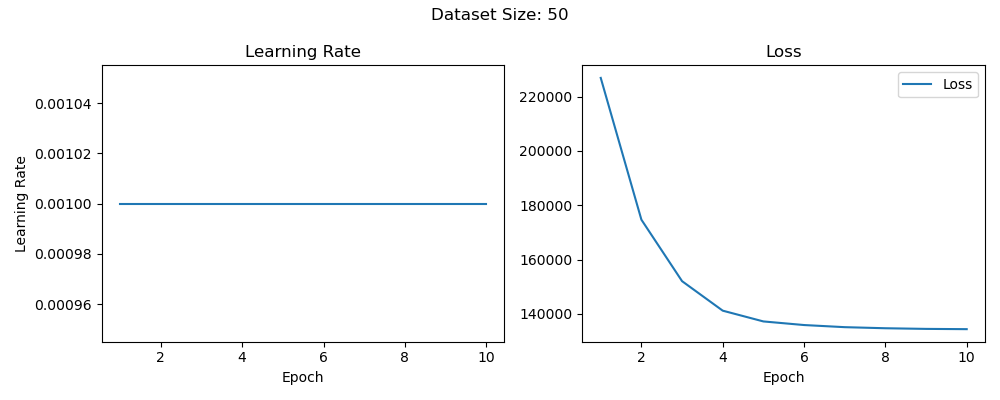 Dataset Size: 50
Learning Rate
Learning Rate
0.00104
0.00102
0.00100
0.00098
0.00096
2 4 6 8 10
Epoch
Loss
Loss
220000
200000
180000
160000
140000
2 4 6 8 10
Epoch